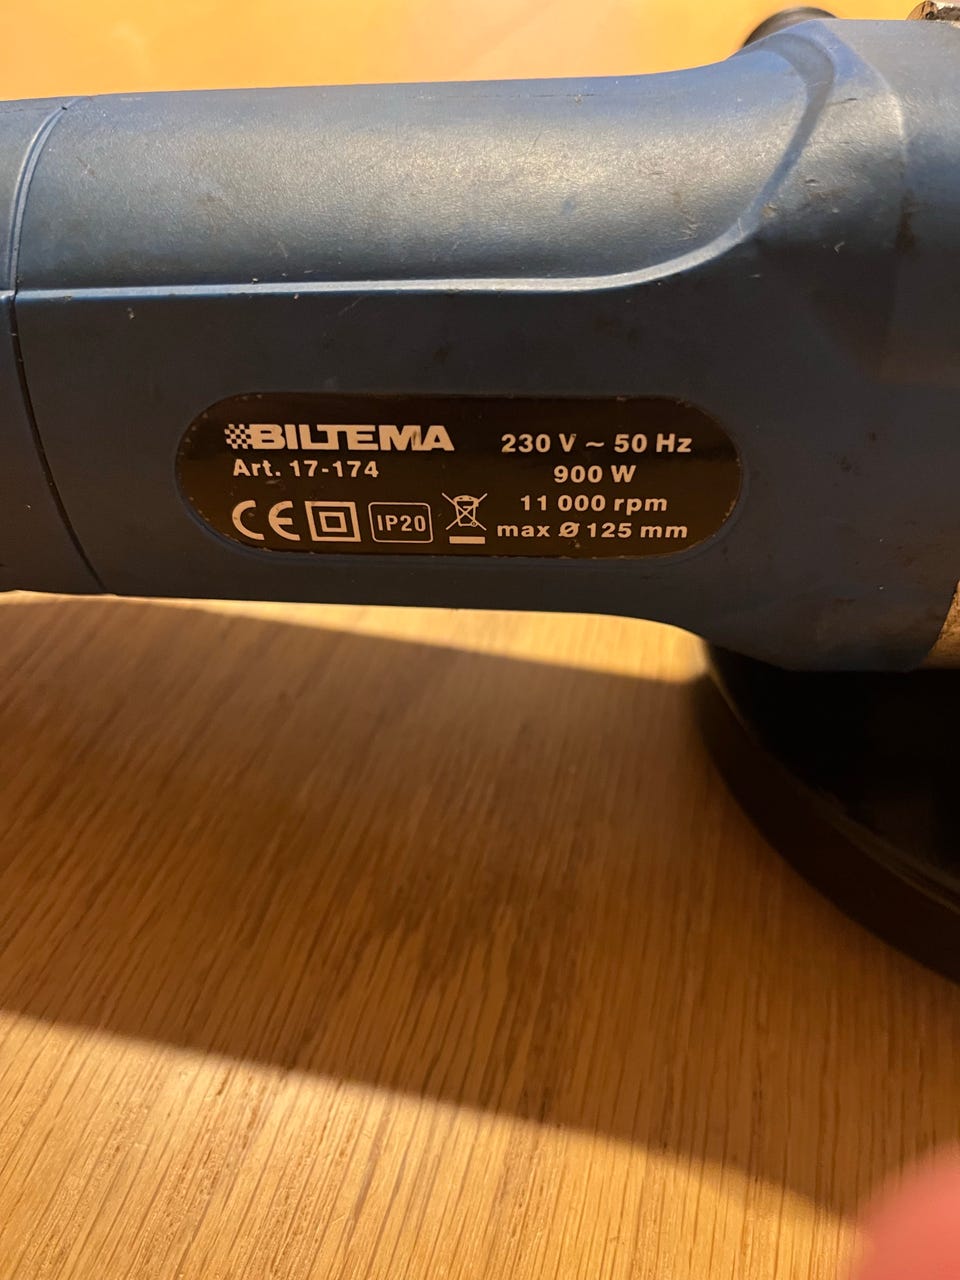 BILTEMA
Art. 17-174
CE IP20
230 V ~ 50 Hz
900 W
11 000 rpm
max Ø 125 mm